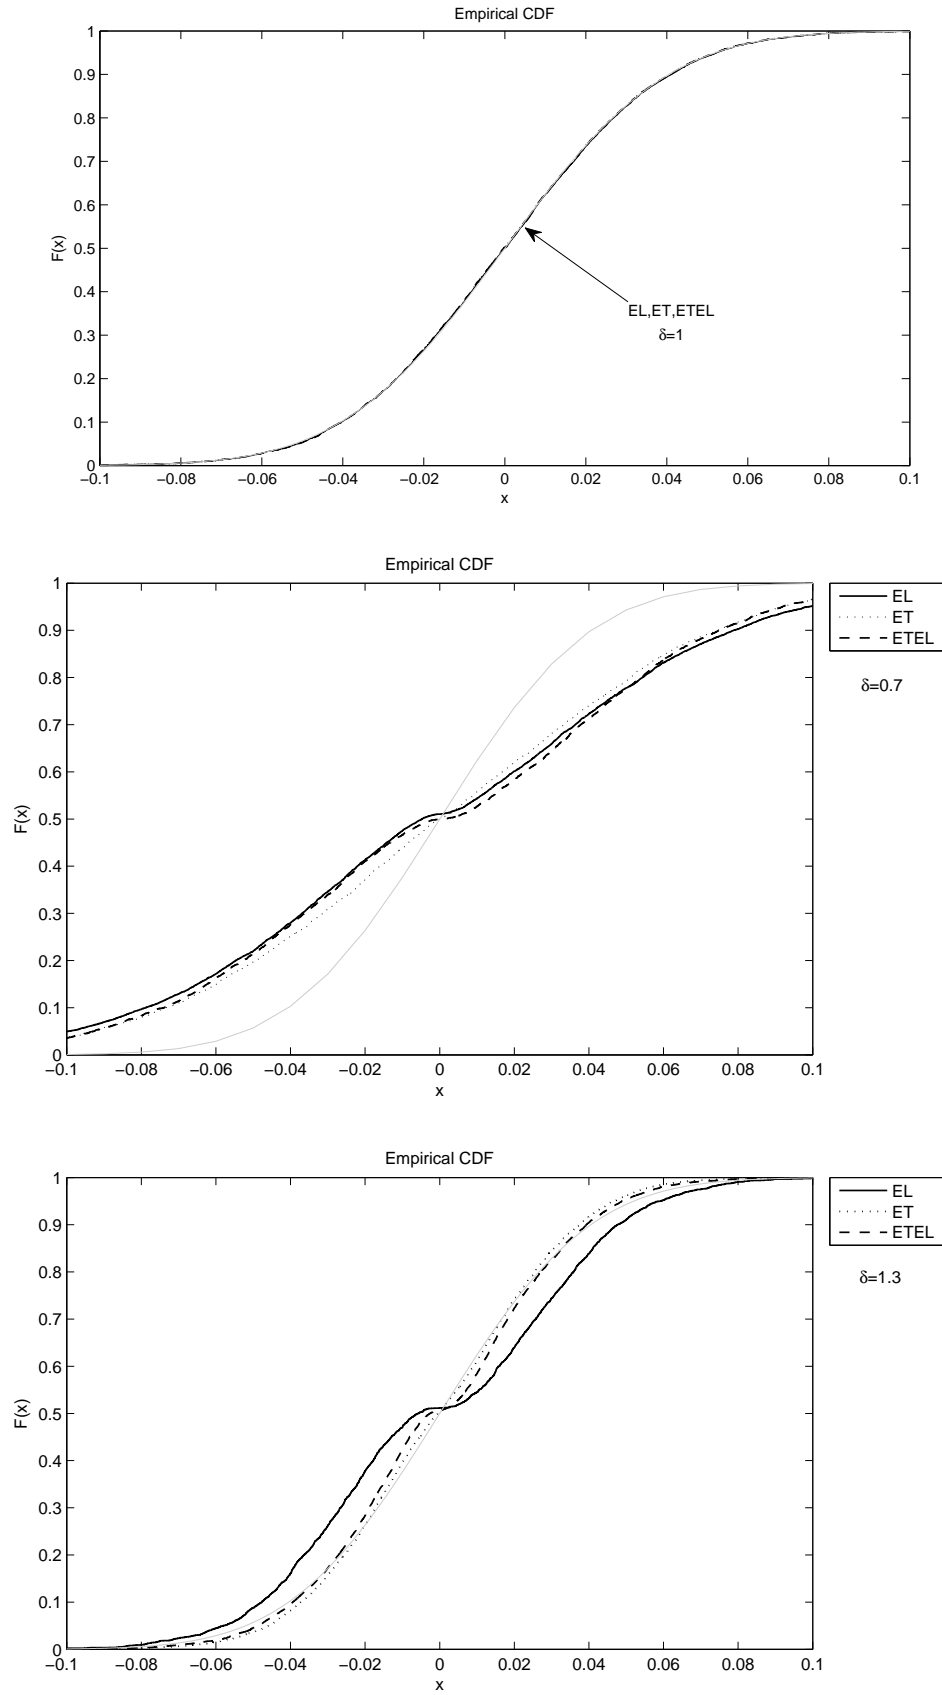 Empirical CDF
1
0.9
0.8
0.7
0.6
0.5
0.4
0.3
0.2
0.1
0
F(x)
EL,ET,ETEL
δ=1
−0.1 −0.08 −0.06 −0.04 −0.02 0 0.02 0.04 0.06 0.08 0.1
x
Empirical CDF
1
0.9
0.8
0.7
0.6
0.5
0.4
0.3
0.2
0.1
0
F(x)
EL
ET
ETEL
δ=0.7
−0.1 −0.08 −0.06 −0.04 −0.02 0 0.02 0.04 0.06 0.08 0.1
x
Empirical CDF
1
0.9
0.8
0.7
0.6
0.5
0.4
0.3
0.2
0.1
0
F(x)
EL
ET
ETEL
δ=1.3
−0.1 −0.08 −0.06 −0.04 −0.02 0 0.02 0.04 0.06 0.08 0.1
x